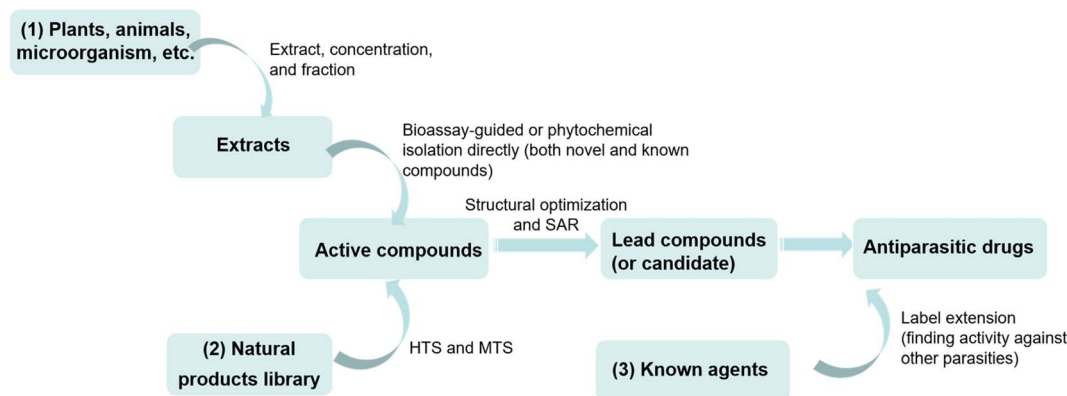 (1) Plants, animals,
microorganism, etc.
Extract, concentration,
and fraction
Extracts
Bioassay-guided or phytochemical
isolation directly (both novel and known
compounds)
Structural optimization
and SAR
Active compounds
Lead compounds
(or candidate)
Antiparasitic drugs
(2) Natural
products library
HTS and MTS
(3) Known agents
Label extension
(finding activity against
other parasities)